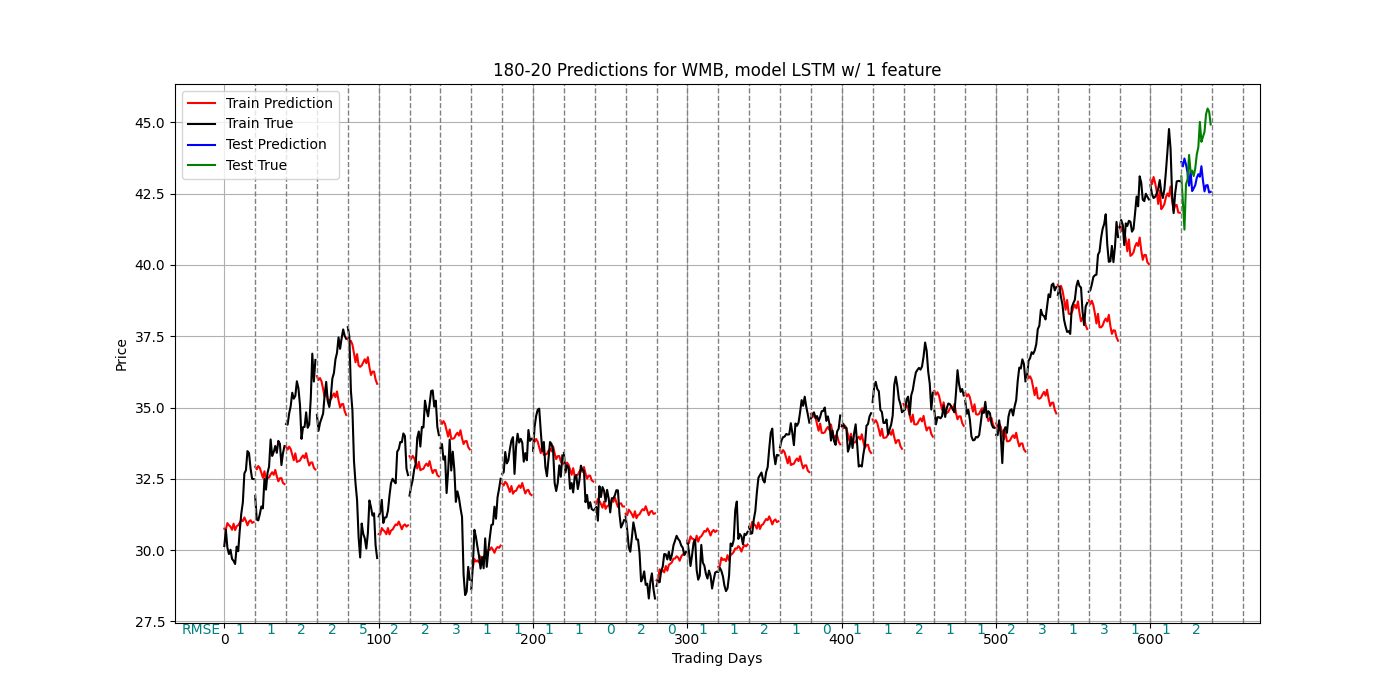 180-20 Predictions for WMB, model LSTM w/ 1 feature
Train Prediction
Train True
Test Prediction
Test True
45.0
42.5
40.0
37.5
35.0
32.5
30.0
27.5
Price
RMSE 1 1 2 2 5 2 2 3 1 1 1 1 0 2 0 1 1 2 1 0 1 1 2 1 1 2 3 1 3 1 1 2
0 100 200 300 400 500 600
Trading Days